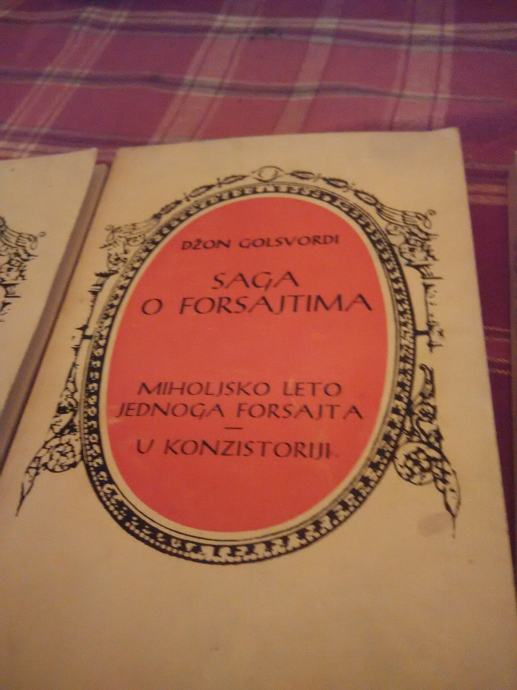 DŽON GOLSVORDI
SAGA
O FORSAJTIMA
MIHOLJSKO LETO
JEDNOGA FORSAJTA
—
U KONZISTORIJI